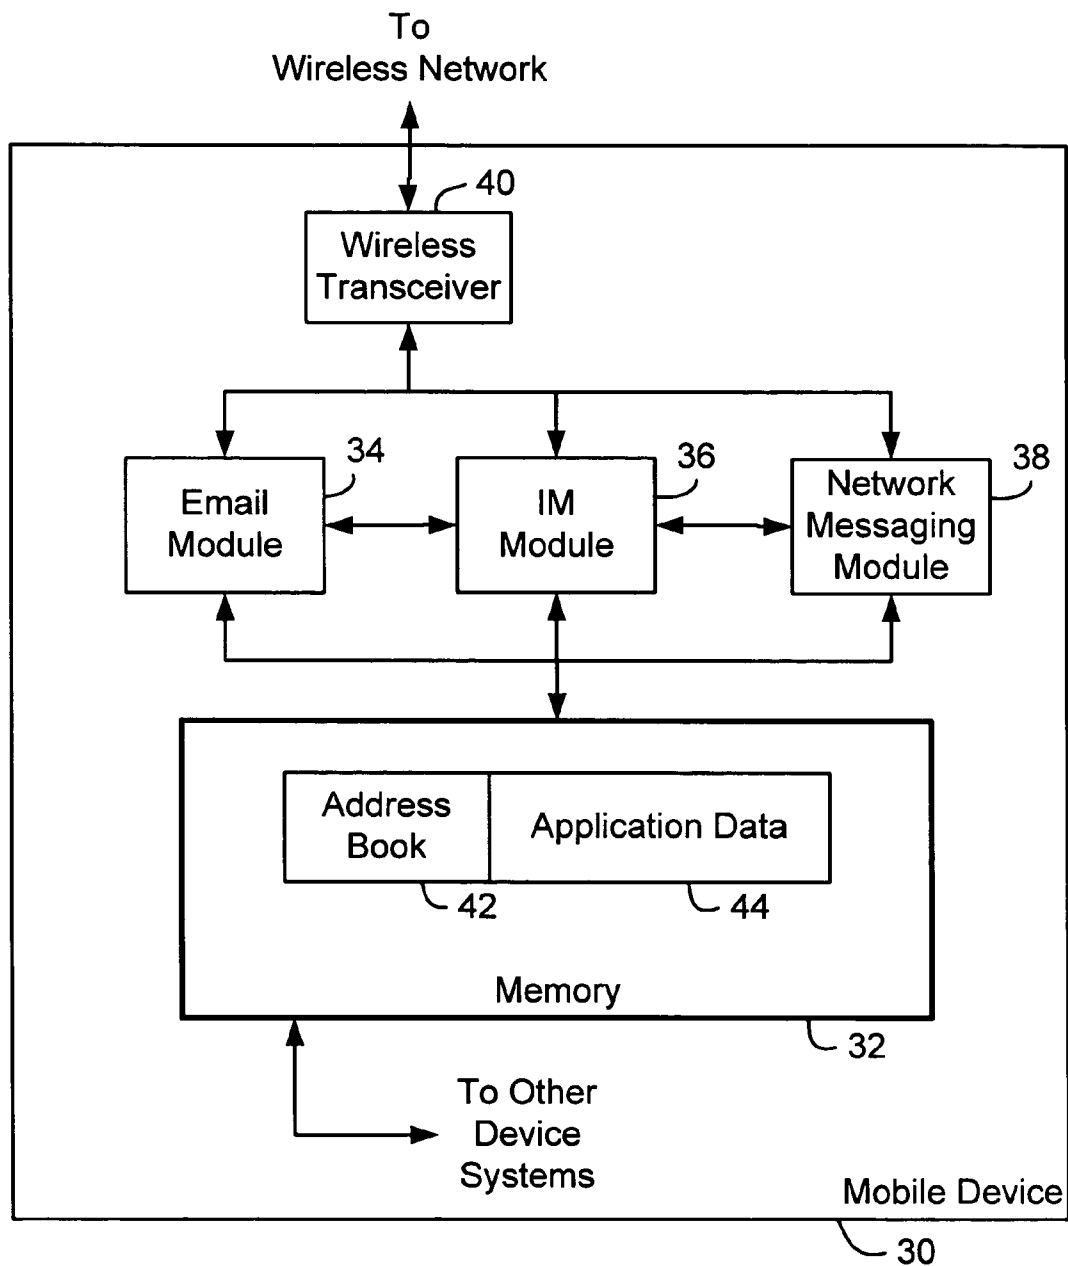 To
Wireless Network
40
Wireless
Transceiver
34
Email
Module
36
IM
Module
38
Network
Messaging
Module
Address
Book
Application Data
42
44
Memory
32
To Other
Device
Systems
Mobile Device
30